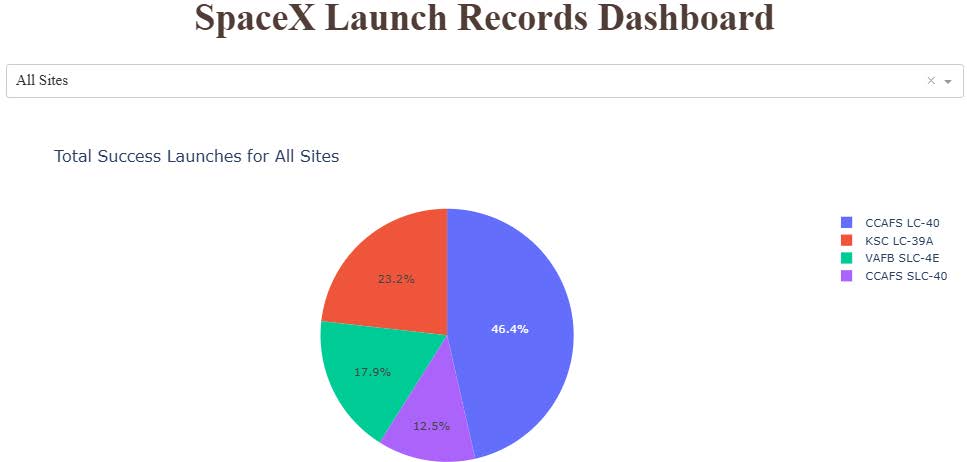 SpaceX Launch Records Dashboard
All Sites ×
Total Success Launches for All Sites
CCAFS LC-40
KSC LC-39A
VAFB SLC-4E
CCAFS SLC-40
23.2%
46.4%
17.9%
12.5%